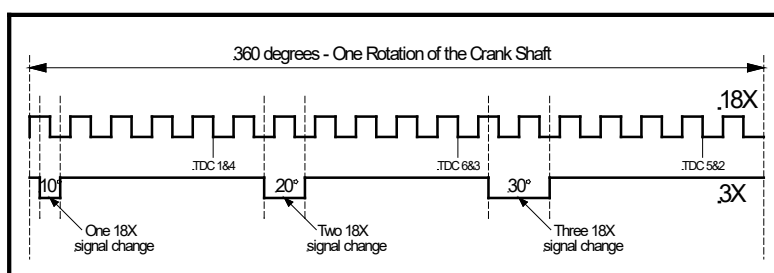 .360 degrees - One Rotation of the Crank Shaft
.18X
.TDC 1&4
.TDC 6&3
.TDC 5&2
10°
.20°
.30°
.3X
One 18X
.signal change
Two 18X
.signal change
Three 18X
.signal change